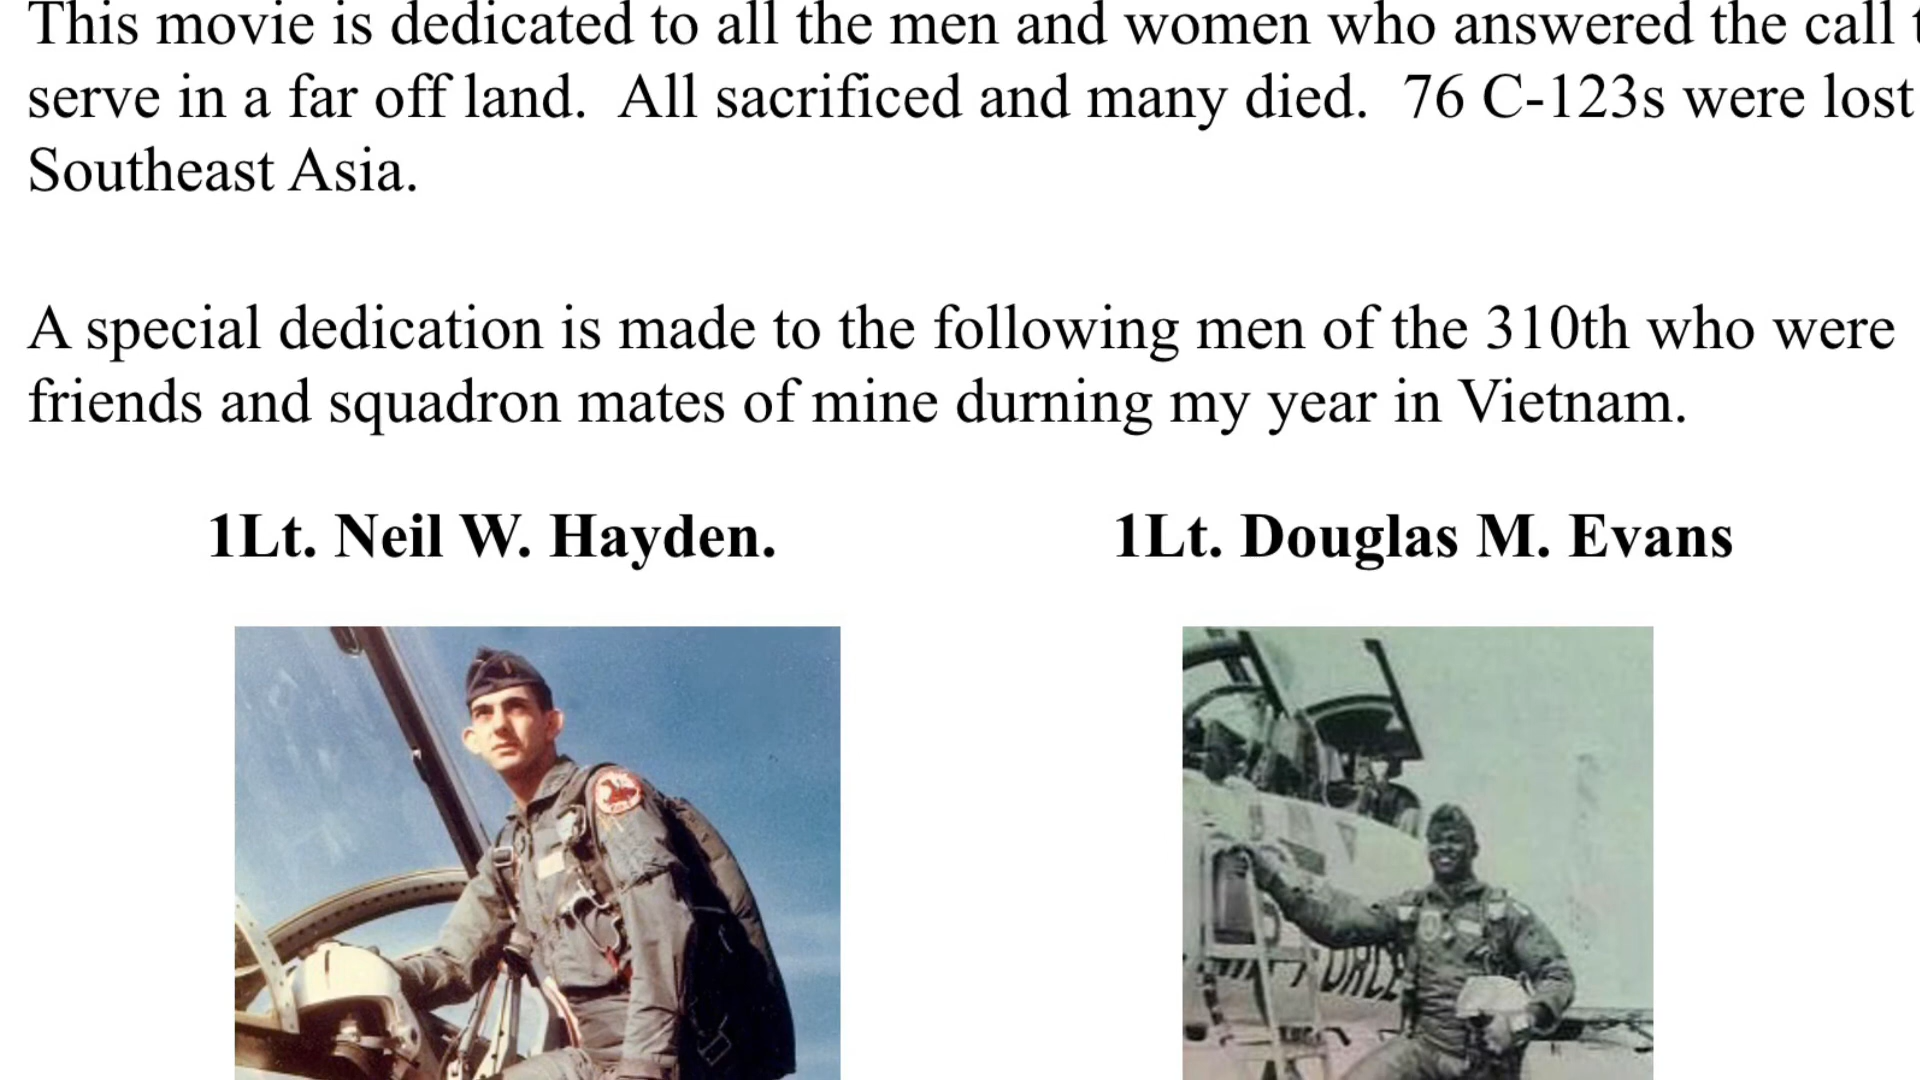 This movie is dedicated to all the men and women who answered the call
serve in a far off land.  All sacrificed and many died.  76 C-123s were lost
Southeast Asia.
A special dedication is made to the following men of the 310th who were
friends and squadron mates of mine durning my year in Vietnam.
1Lt. Neil W. Hayden.
1Lt. Douglas M. Evans
ORCE